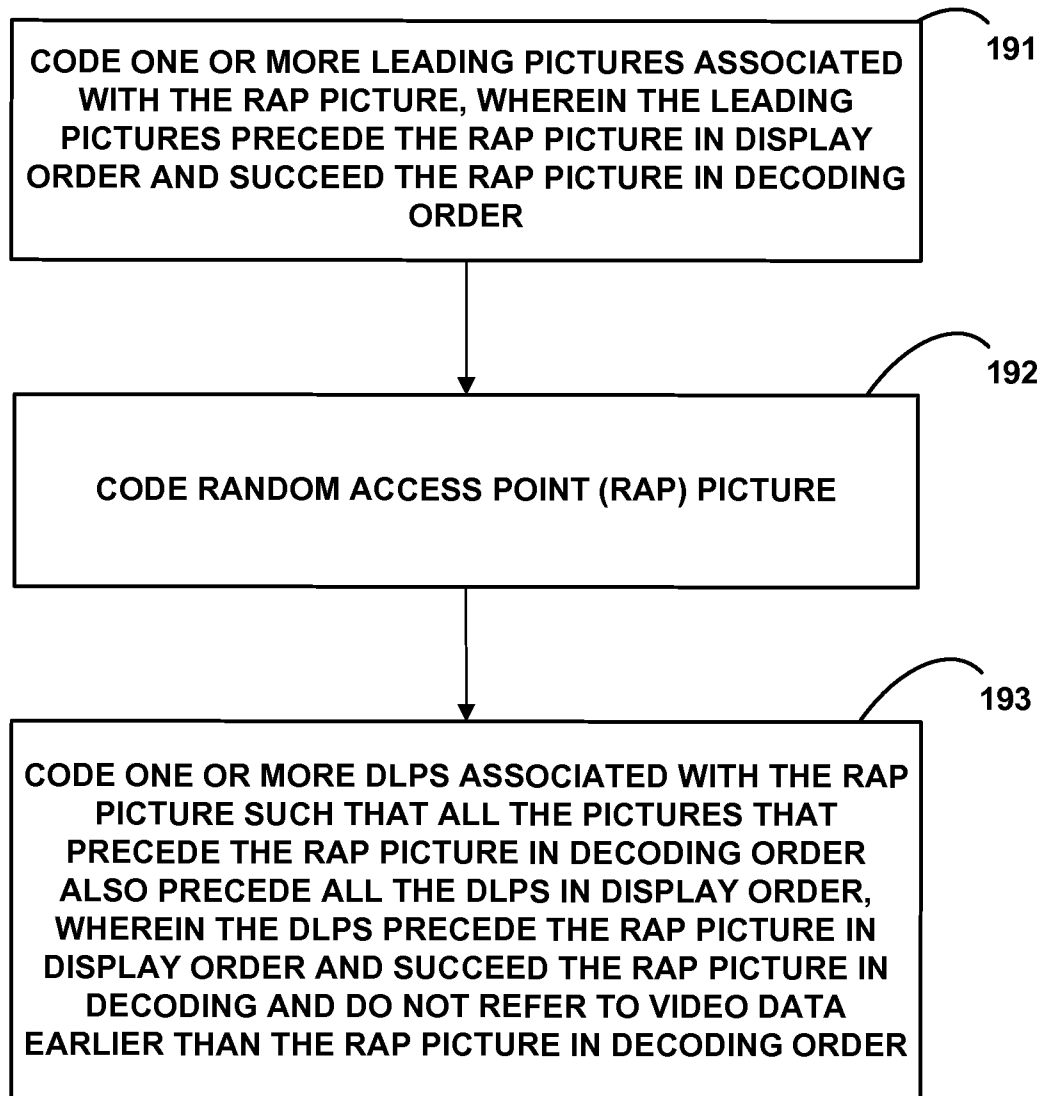 191
CODE ONE OR MORE LEADING PICTURES ASSOCIATED
WITH THE RAP PICTURE, WHEREIN THE LEADING
PICTURES PRECEDE THE RAP PICTURE IN DISPLAY
ORDER AND SUCCEED THE RAP PICTURE IN DECODING
ORDER
192
CODE RANDOM ACCESS POINT (RAP) PICTURE
193
CODE ONE OR MORE DLPS ASSOCIATED WITH THE RAP
PICTURE SUCH THAT ALL THE PICTURES THAT
PRECEDE THE RAP PICTURE IN DECODING ORDER
ALSO PRECEDE ALL THE DLPS IN DISPLAY ORDER,
WHEREIN THE DLPS PRECEDE THE RAP PICTURE IN
DISPLAY ORDER AND SUCCEED THE RAP PICTURE IN
DECODING AND DO NOT REFER TO VIDEO DATA
EARLIER THAN THE RAP PICTURE IN DECODING ORDER